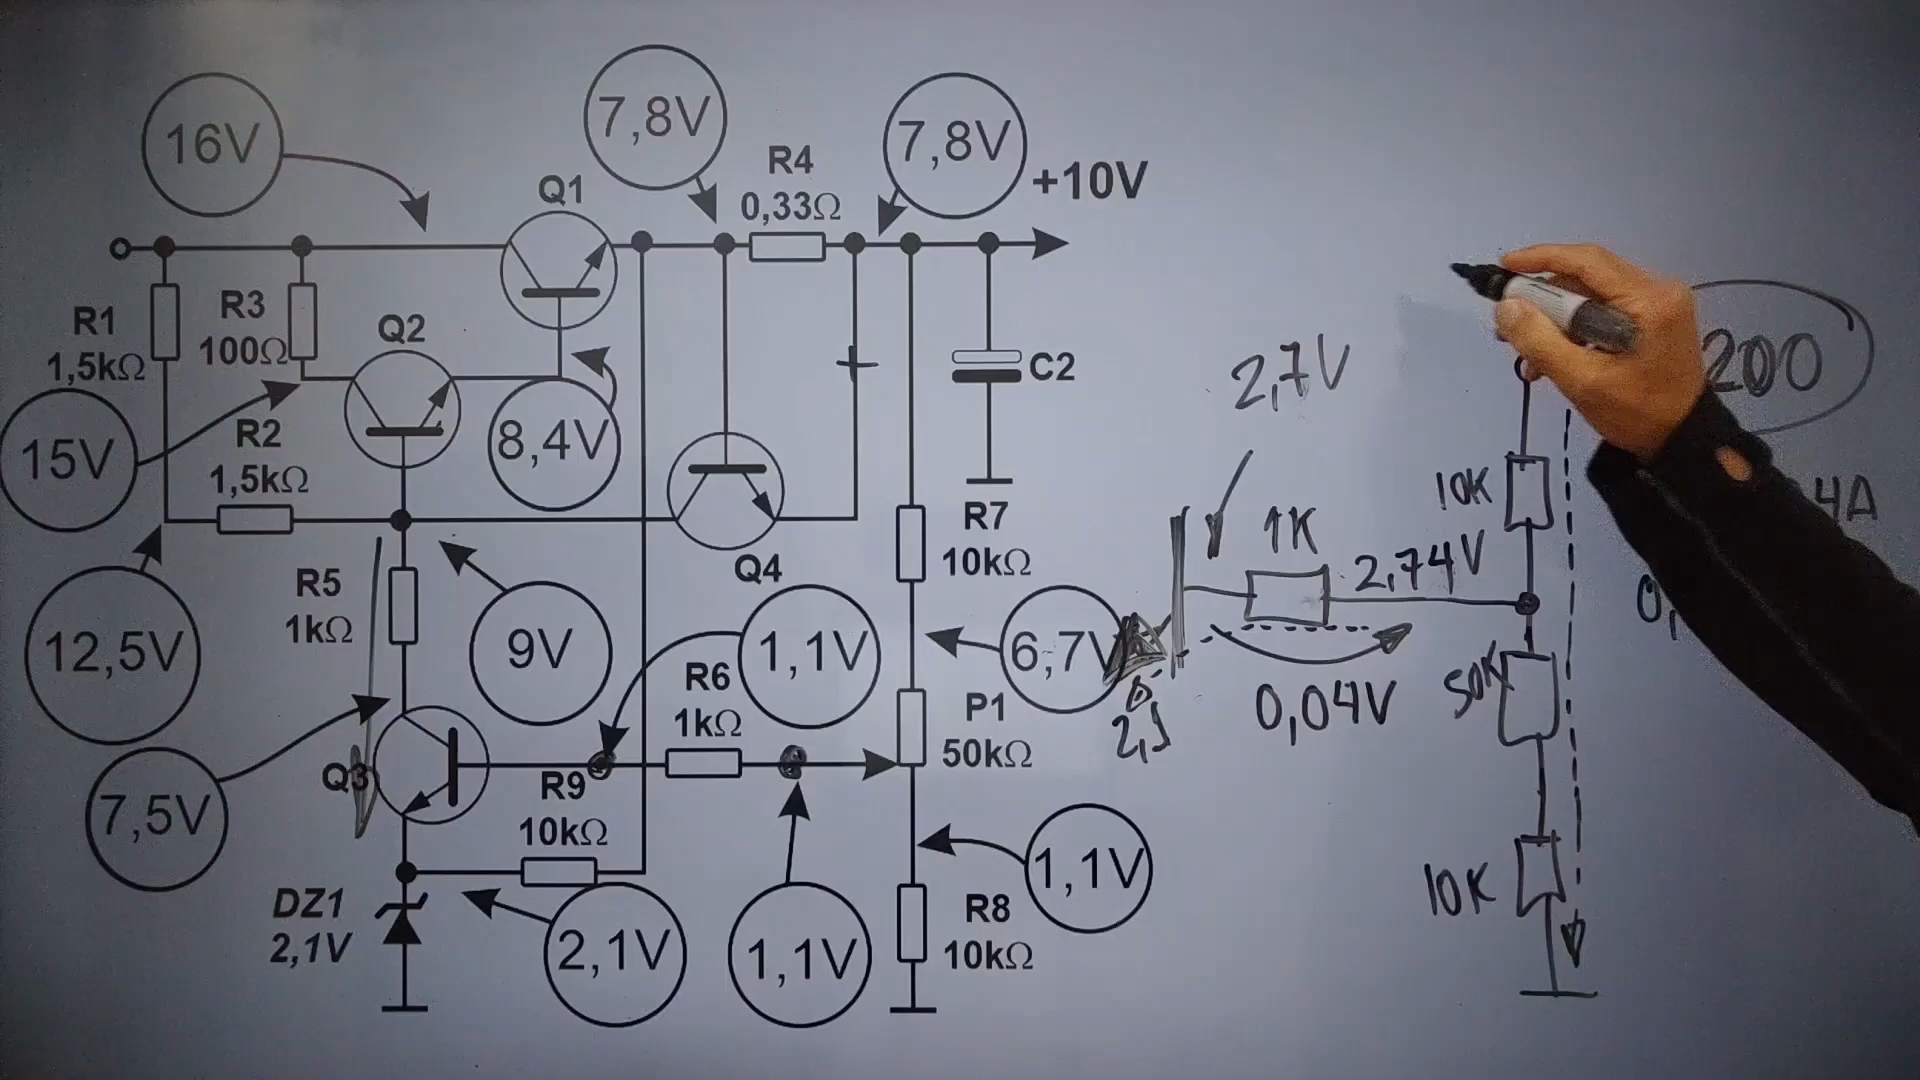 16V
7,8V
7,8V
+10V
R4
0,33Ω
Q1
R1
1,5kΩ
R3
100Ω
Q2
C2
2,7V
200
15V
R2
1,5kΩ
8,4V
10K
4A
R7
10kΩ
1K
2,74V
Q4
R5
1kΩ
12,5V
9V
1,1V
6,7V
R6
1kΩ
50K
0,04V
P1
50kΩ
7,5V
Q3
R9
10kΩ
1,1V
10K
DZ1
2,1V
2,1V
1,1V
R8
10kΩ